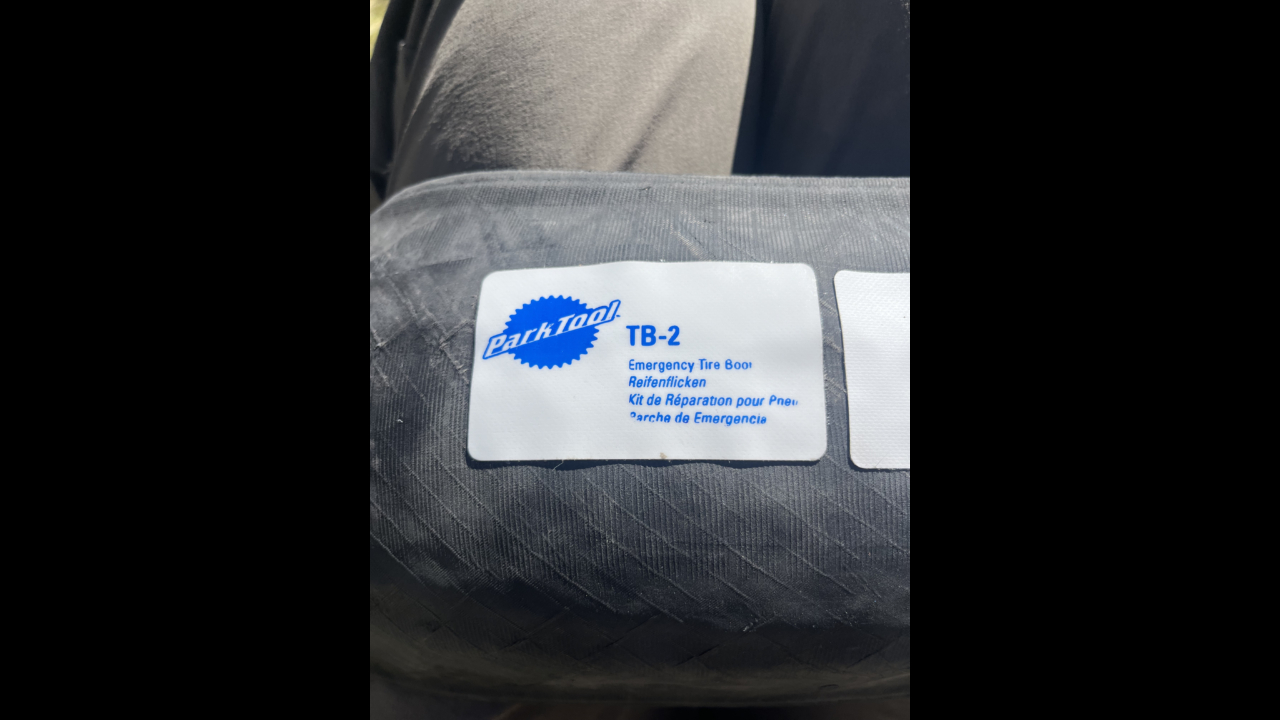 ParkTool
TB-2
Emergency Tire Boot
Reifenflicken
Kit de Réparation pour Pneu
Parche de Emergencia